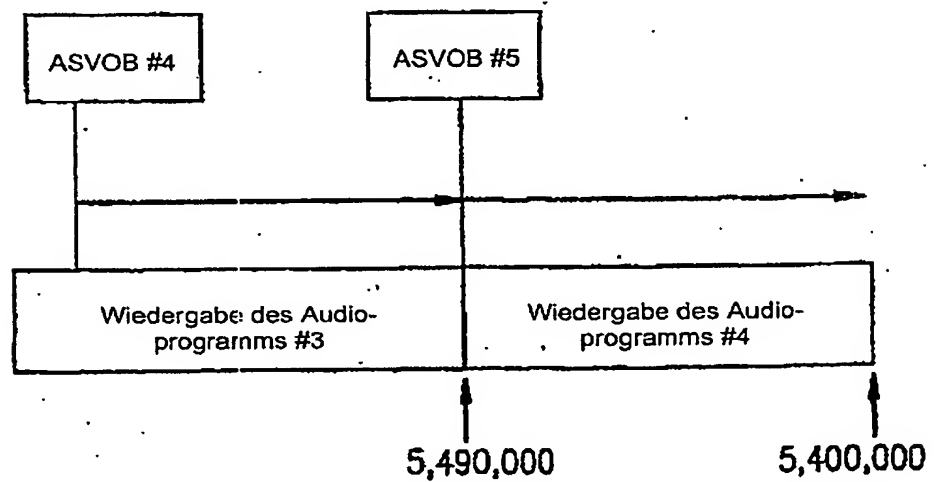 ASVOB #4
ASVOB #5
Wiedergabe des Audio-
programms #3
Wiedergabe des Audio-
programms #4
5,490,000
5,400,000